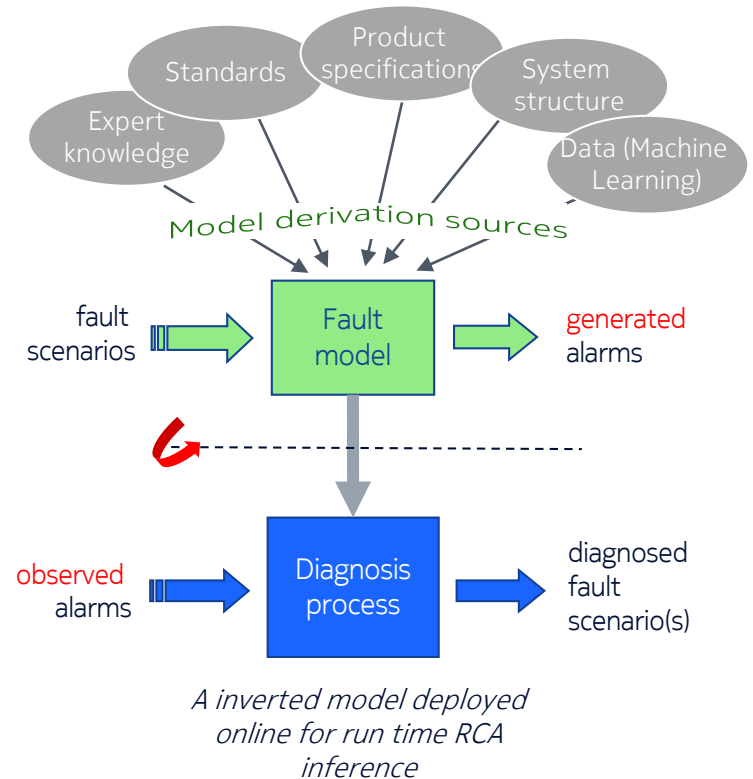 Product
specifications
Standards
System
structure
Expert
knowledge
Data (Machine
Learning)
Model derivation sources
fault
scenarios
Fault
model
generated
alarms
observed
alarms
Diagnosis
process
diagnosed
fault
scenario(s)
A inverted model deployed
online for run time RCA
inference